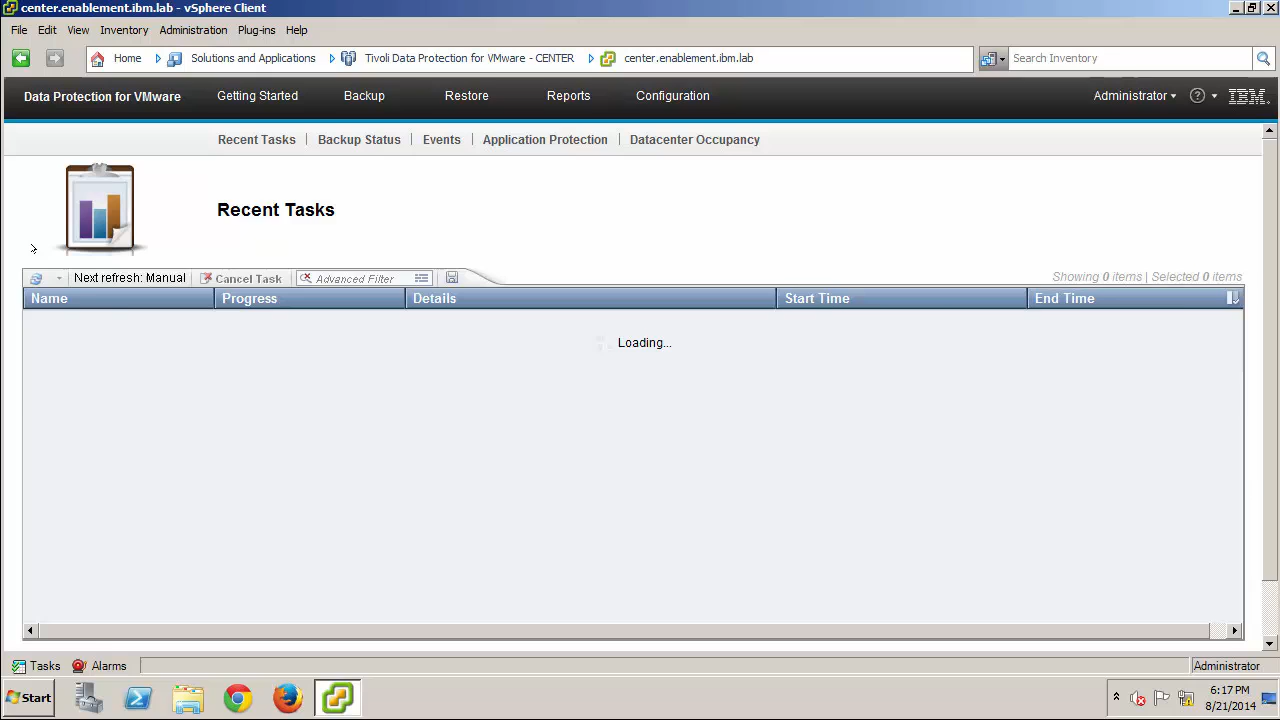 center.enablement.ibm.lab - vSphere Client
File Edit View Inventory Administration Plug-ins Help
Home Solutions and Applications Tivoli Data Protection for VMware - CENTER center.enablement.ibm.lab Search Inventory
Data Protection for VMware Getting Started Backup Restore Reports Configuration Administrator ? IBM.
Recent Tasks | Backup Status | Events | Application Protection | Datacenter Occupancy
Recent Tasks
Next refresh: Manual Cancel Task Advanced Filter Showing 0 items | Selected 0 items
Name Progress Details Start Time End Time
Loading...
Tasks Alarms Administrator
Start 6:17 PM
8/21/2014